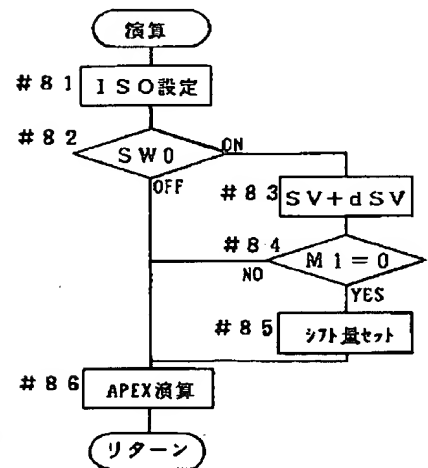 演算
#81 ISO設定
#82 SW0 ON
OFF
#83 SV+dSV
#84 M1=0
NO
YES
#85 シフト量セット
#86 APEX演算
リターン